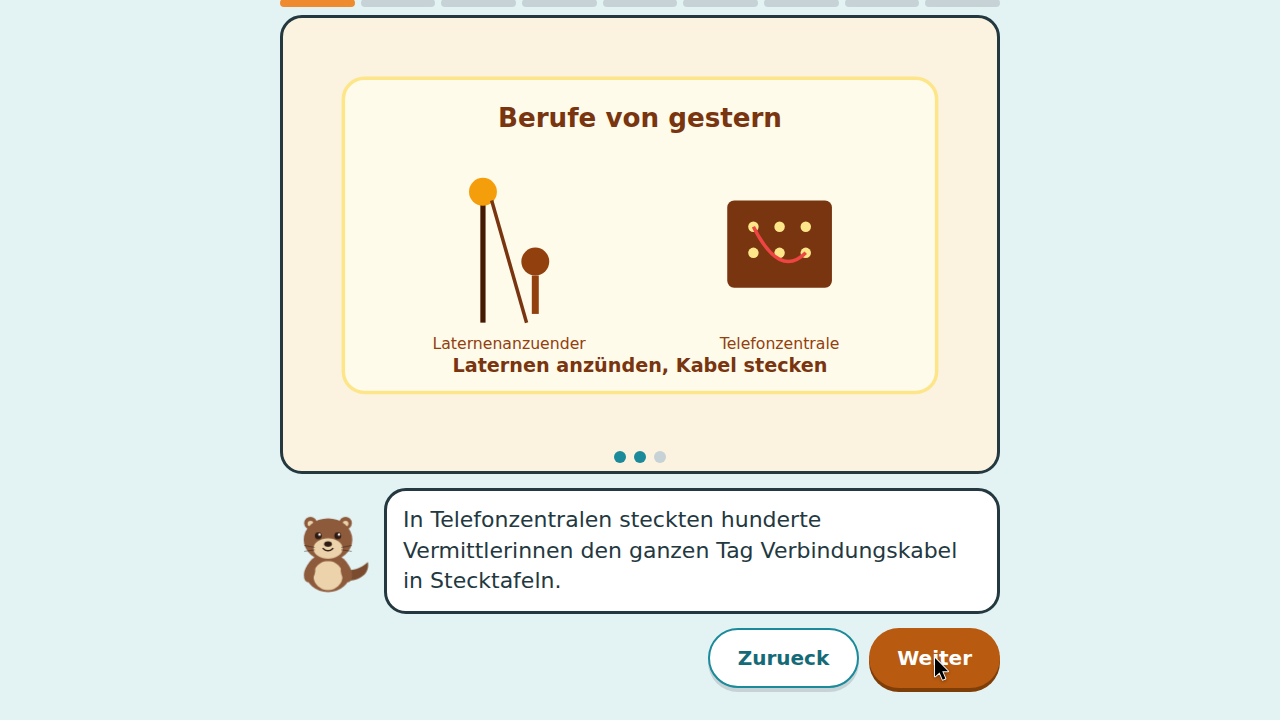 Berufe von gestern
Laternenanzuender
Telefonzentrale
Laternen anzünden, Kabel stecken
In Telefonzentralen steckten hunderte
Vermittlerinnen den ganzen Tag Verbindungskabel
in Stecktafeln.
Zurueck
Weiter